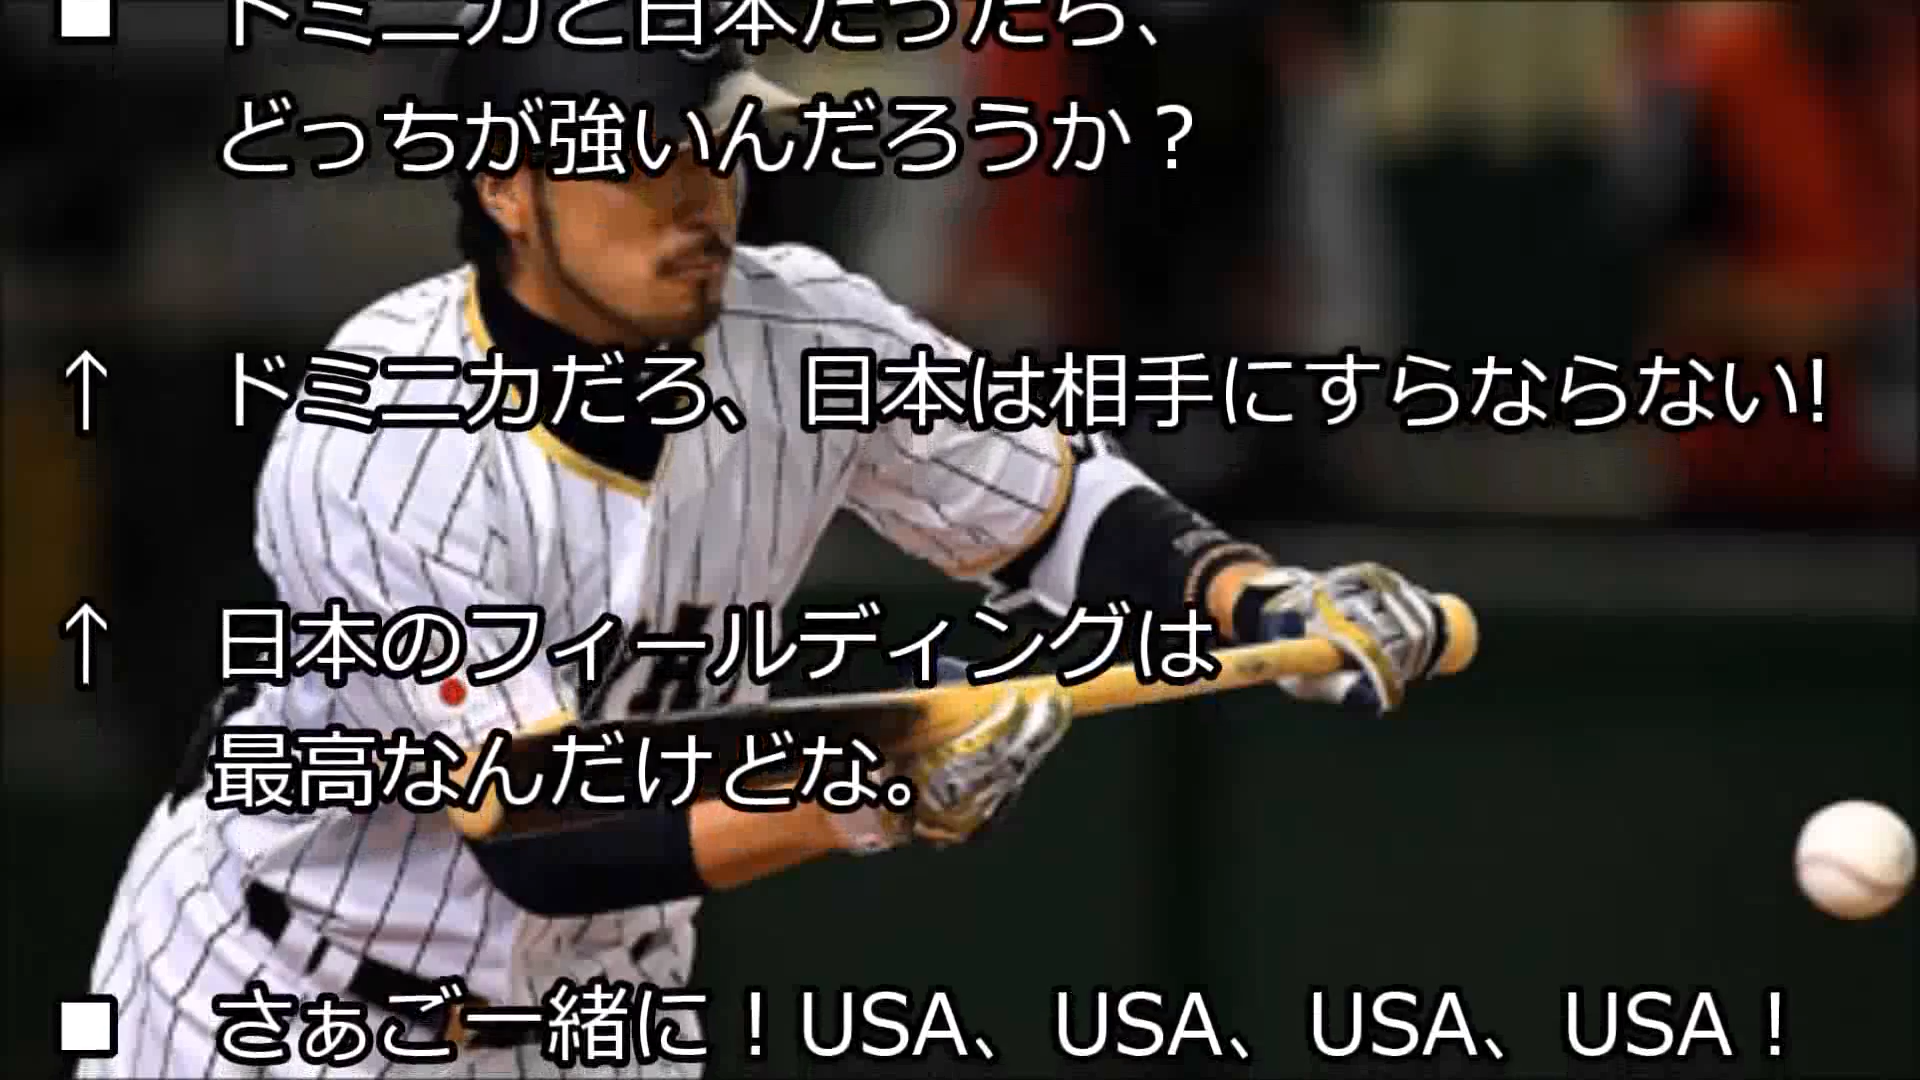 ■ ドミニカと日本だったら、
どっちが強いんだろうか？
↑ ドミニカだろ、日本は相手にすらならない!
↑ 日本のフィールディングは
最高なんだけどな。
■ さぁご一緒に！USA、USA、USA、USA！